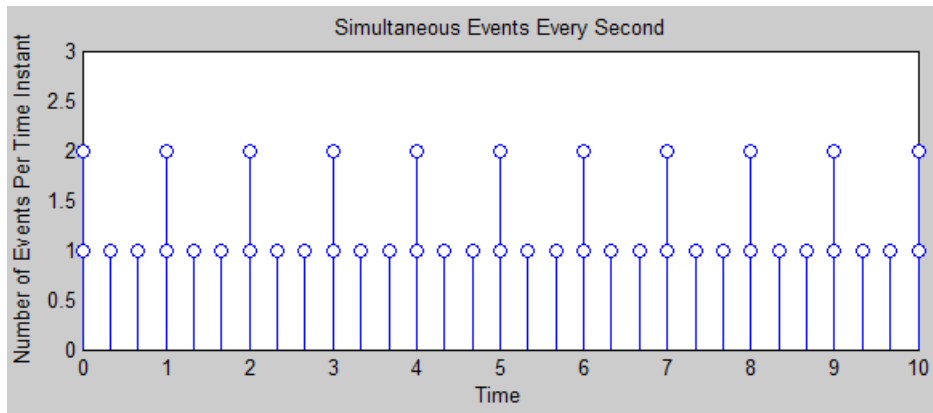 Simultaneous Events Every Second
Number of Events Per Time Instant
3
2.5
2
1.5
1
0.5
0
0 1 2 3 4 5 6 7 8 9 10
Time